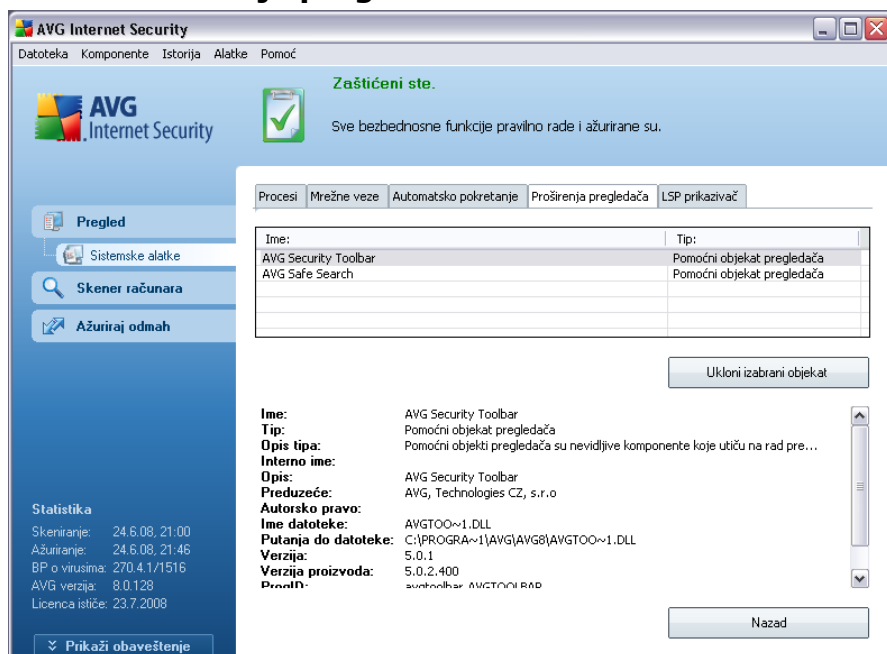 AVG Internet Security
Datoteka Komponente Istorija Alatke Pomoć
AVG
Internet Security
Zaštićeni ste.
Sve bezbednosne funkcije pravilno rade i ažurirane su.
Pregled
Sistemske alatke
Skener računara
Ažuriraj odmah
Procesi Mrežne veze Automatsko pokretanje Proširenja pregledača LSP prikazivač
Ime: Tip:
AVG Security Toolbar Pomoćni objekat pregledača
AVG Safe Search Pomoćni objekat pregledača
Ukloni izabrani objekat
Ime: AVG Security Toolbar
Tip: Pomoćni objekat pregledača
Opis tipa: Pomoćni objekti pregledača su nevidljive komponente koje utiču na rad pre...
Interno ime:
Opis: AVG Security Toolbar
Preduzeće: AVG, Technologies CZ, s.r.o
Autorsko pravo:
Ime datoteke: AVGTOO~1.DLL
Putanja do datoteke: C:\PROGRA~1\AVG\AVG8\AVGTOO~1.DLL
Verzija: 5.0.1
Verzija proizvoda: 5.0.2.400
ProgID: avgtoolbar.AVGTOOLBAR
Statistika
Skeniranje: 24.6.08, 21:00
Ažuriranje: 24.6.08, 21:46
BP o virusima: 270.4.1/1516
AVG verzija: 8.0.128
Licenca ističe: 23.7.2008
Prikaži obaveštenje
Nazad